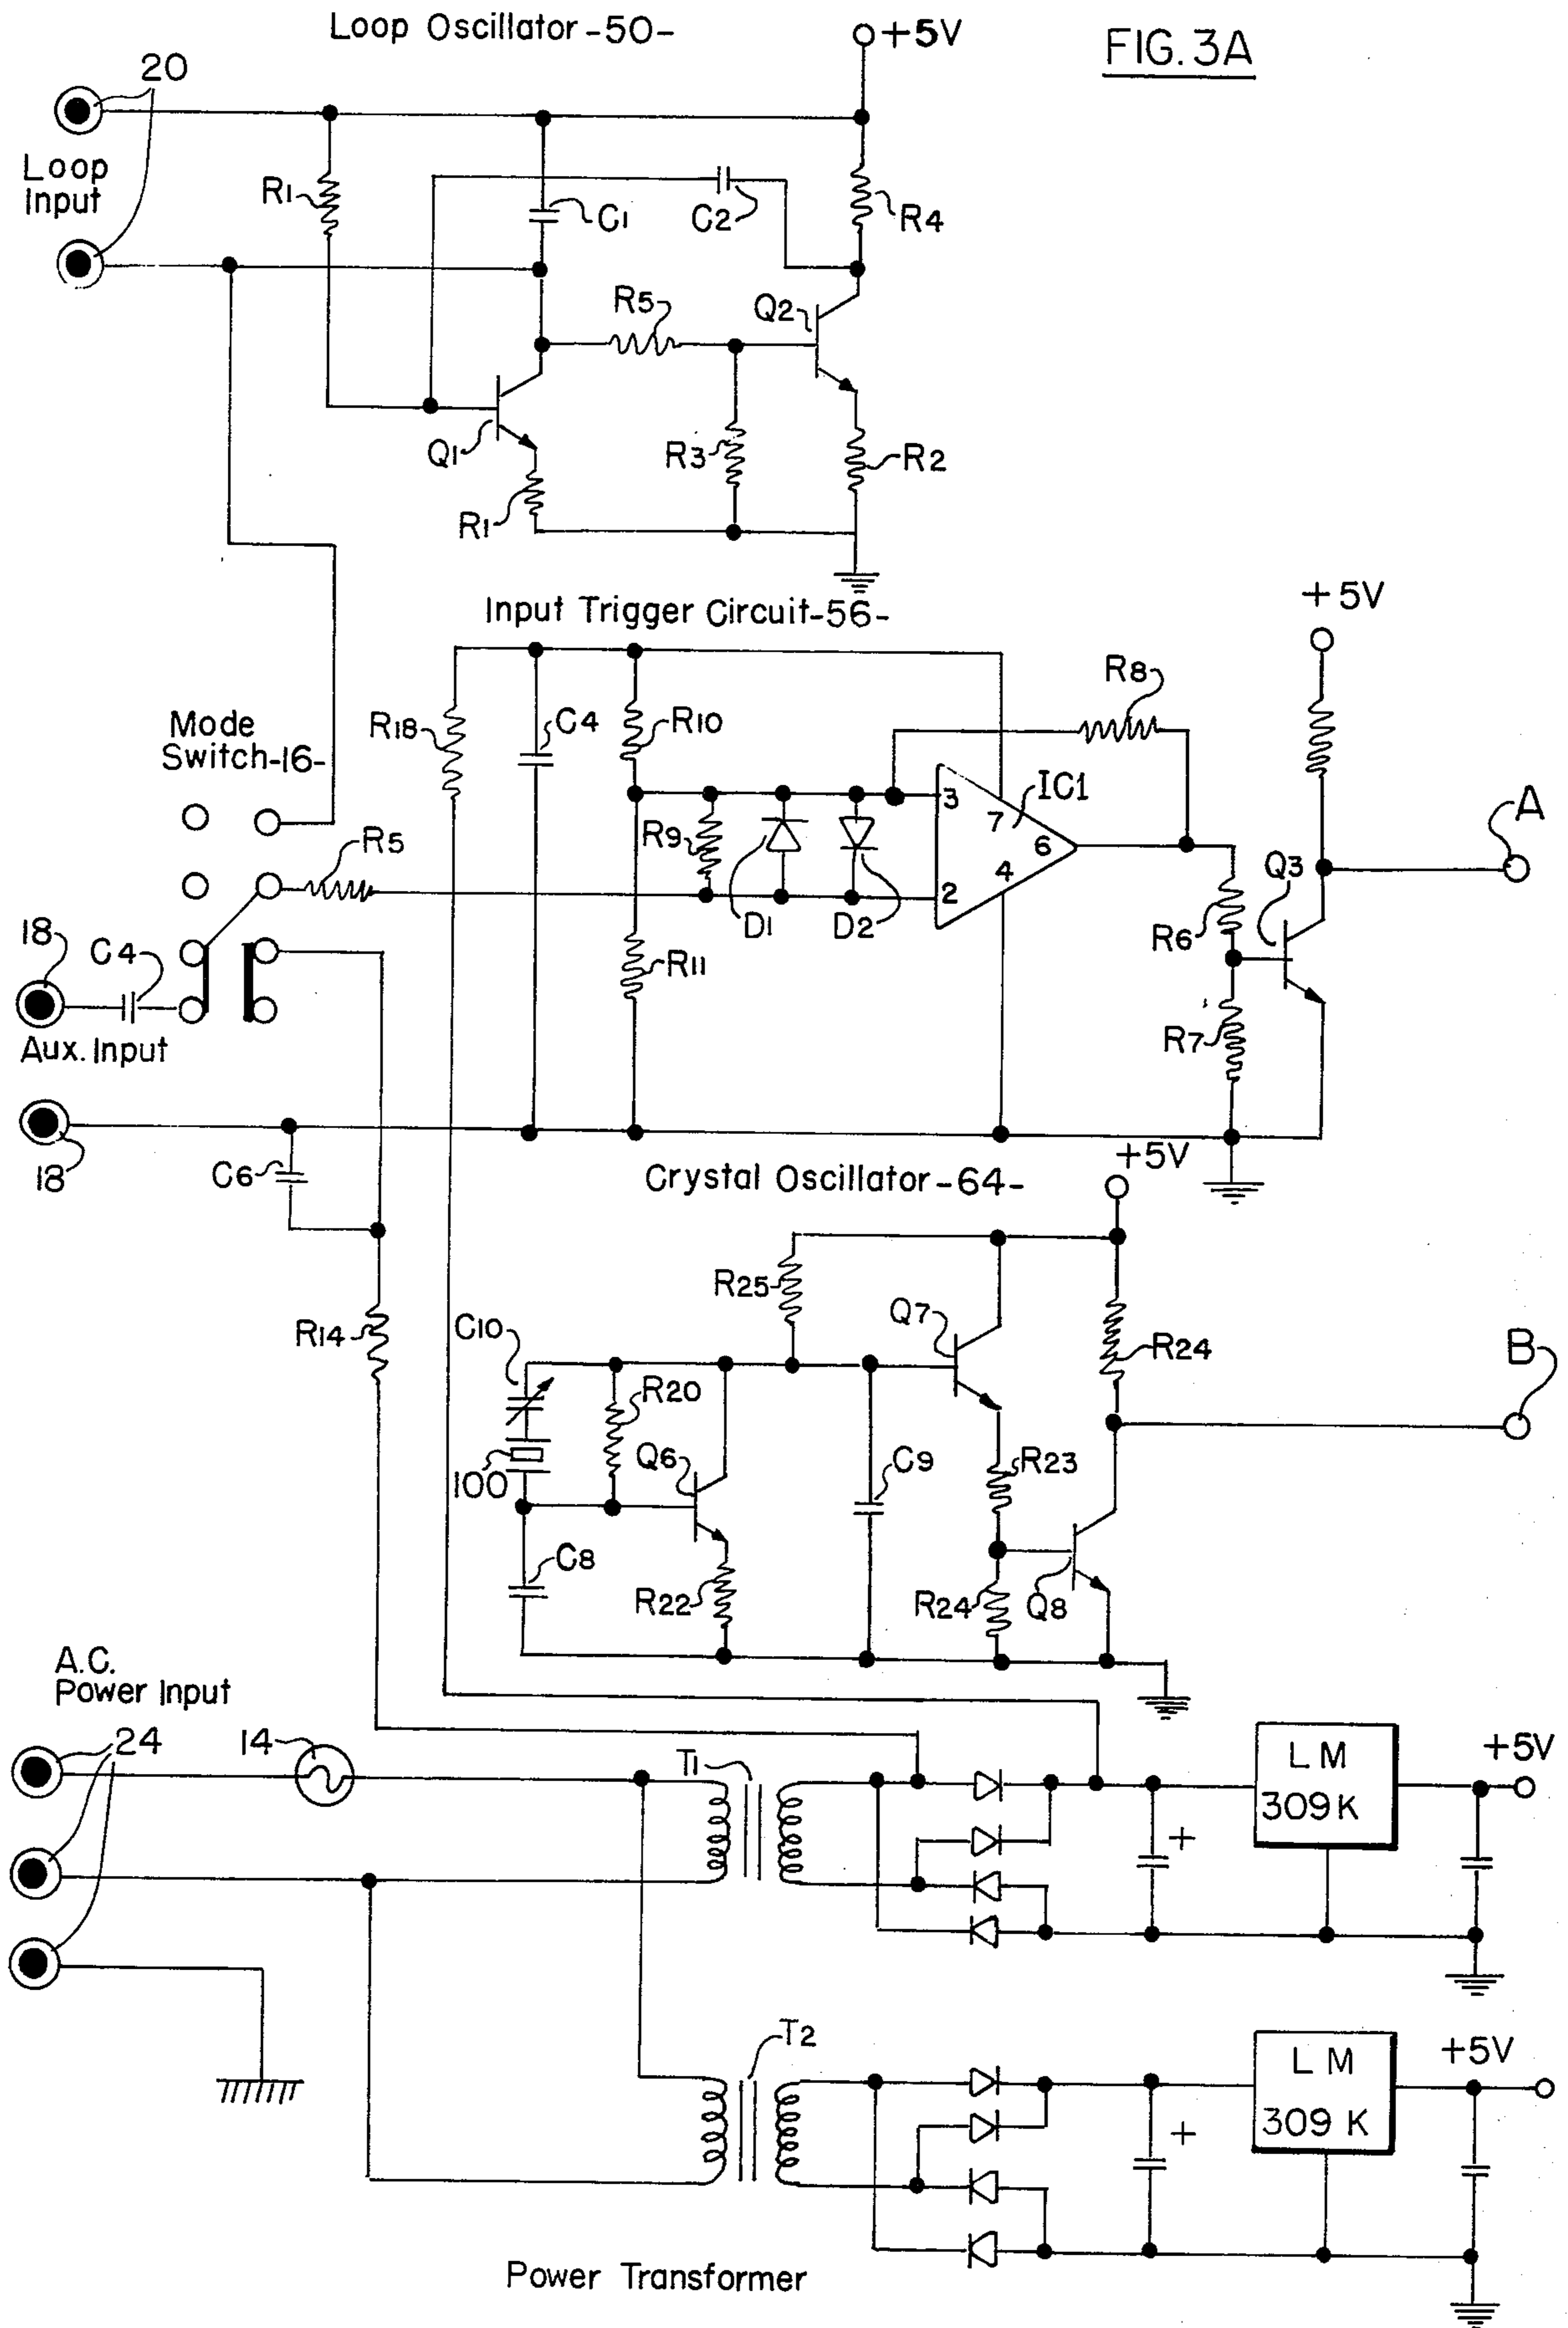 Loop Oscillator -50-
+5V
FIG. 3A
20
Loop
Input
R1
C1
C2
R4
R5
Q2
Q1
R3
R2
R1
Input Trigger Circuit-56-
+5V
R8
Mode
Switch-16-
R18
C4
R10
IC1
3
7
6
4
2
A
R5
R9
D1
D2
Q3
R6
18
C4
R11
R7
Aux. Input
18
C6
Crystal Oscillator -64-
+5V
R25
Q7
R14
C10
R24
B
R20
100
Q6
C9
R23
C8
R22
R24
Q8
A.C.
Power Input
24
14
T1
LM
309K
+5V
+
T2
LM
309 K
+5V
+
Power Transformer